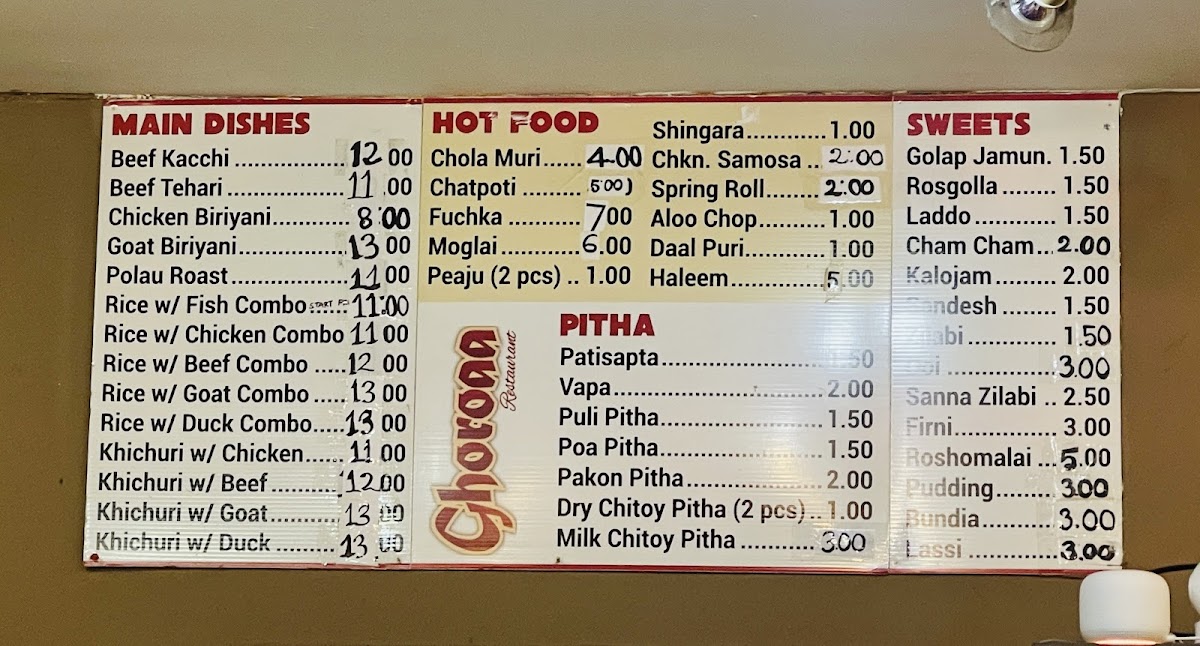 MAIN DISHES
Beef Kacchi ................... 12 00
Beef Tehari .................... 11 .00
Chicken Biriyani............. 8:00
Goat Biriyani.................. 13 00
Polau Roast.................... 11 00
Rice w/ Fish Combo START FROM...... 11:00
Rice w/ Chicken Combo 11 00
Rice w/ Beef Combo ..... 12 00
Rice w/ Goat Combo ..... 13 00
Rice w/ Duck Combo..... 13 00
Khichuri w/ Chicken....... 11 00
Khichuri w/ Beef ........... 12.00
Khichuri w/ Goat............ 13 00
Khichuri w/ Duck ......... 13 .00
HOT FOOD
Chola Muri...... 4.00
Chatpoti ......... 5.00
Fuchka ........... 7 00
Moglai............ 6.00
Peaju (2 pcs) .. 1.00
Shingara............ 1.00
Chkn. Samosa .. 2.00
Spring Roll......... 2.00
Aloo Chop.......... 1.00
Daal Puri............ 1.00
Haleem.............. 5.00
Ghoroaa
Restaurant
PITHA
Patisapta........................ .50
Vapa................................ 2.00
Puli Pitha......................... 1.50
Poa Pitha......................... 1.50
Pakon Pitha..................... 2.00
Dry Chitoy Pitha (2 pcs).. 1.00
Milk Chitoy Pitha ........... 3.00
SWEETS
Golap Jamun. 1.50
Rosgolla ........ 1.50
Laddo ............ 1.50
Cham Cham... 2.00
Kalojam ......... 2.00
Sandesh ........ 1.50
1.50
3.00
Sanna Zilabi .. 2.50
Firni................ 3.00
Roshomalai ... 5.00
Pudding.......... 3.00
Bundia............ 3.00
Lassi ............. 3.00